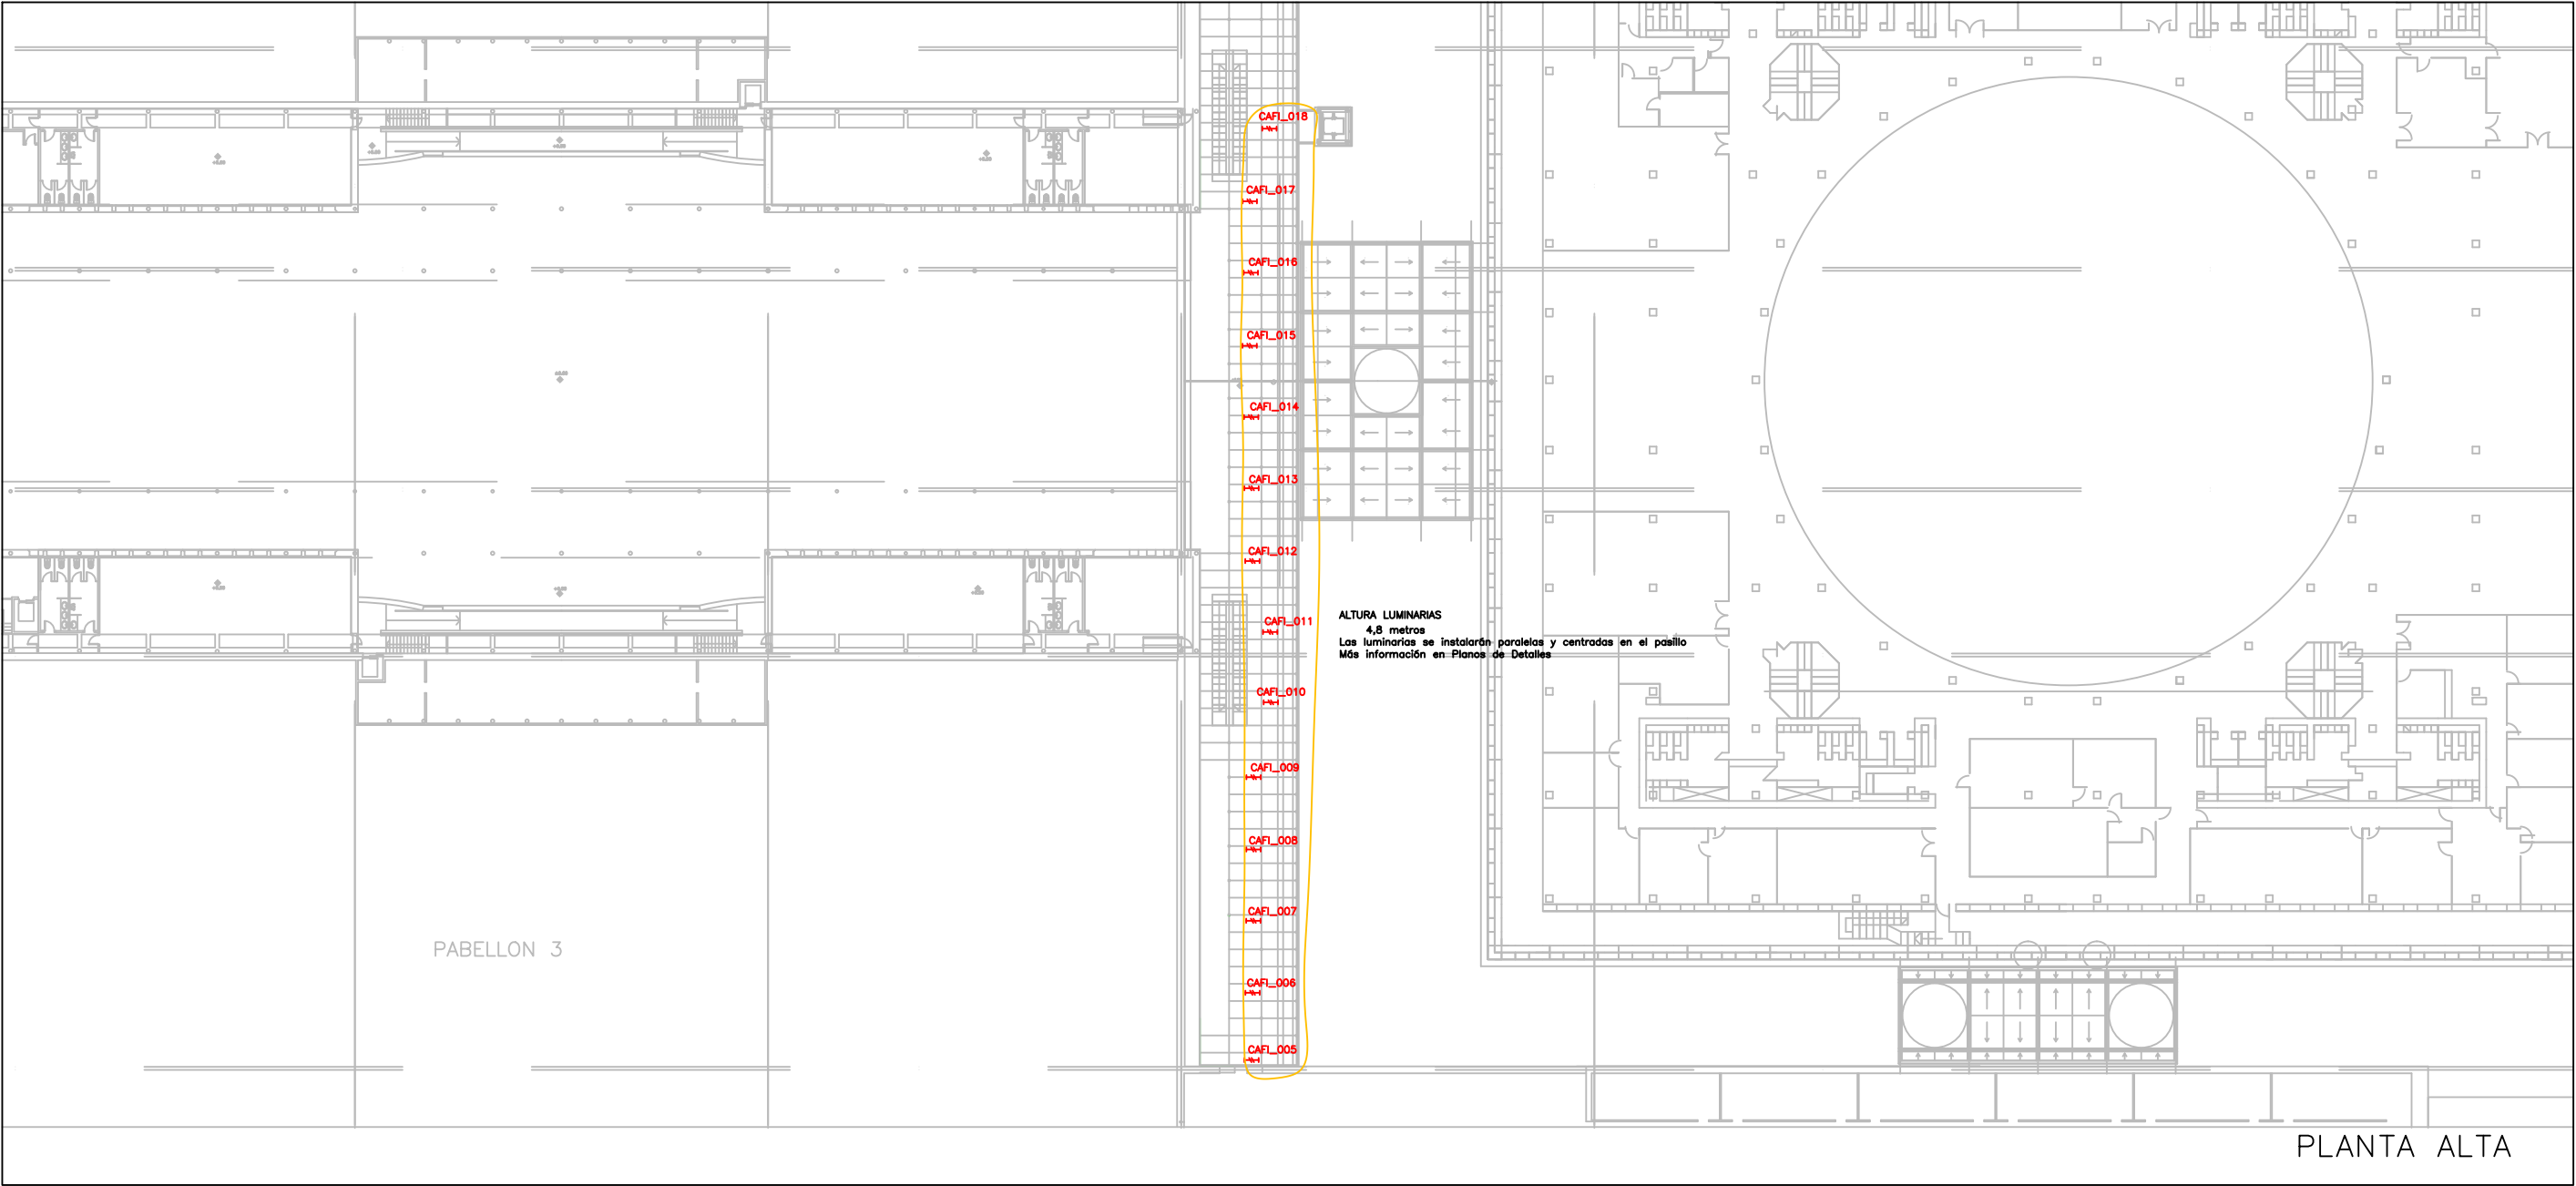 CAFI_018
CAFI_017
CAFI_016
CAFI_015
CAFI_014
CAFI_013
CAFI_012
CAFI_011
ALTURA LUMINARIAS
4,8 metros
Las luminarias se instalarán paralelas y centradas en el pasillo
Más información en Planos de Detalles
CAFI_010
CAFI_009
CAFI_008
CAFI_007
PABELLON 3
CAFI_006
CAFI_005
PLANTA ALTA